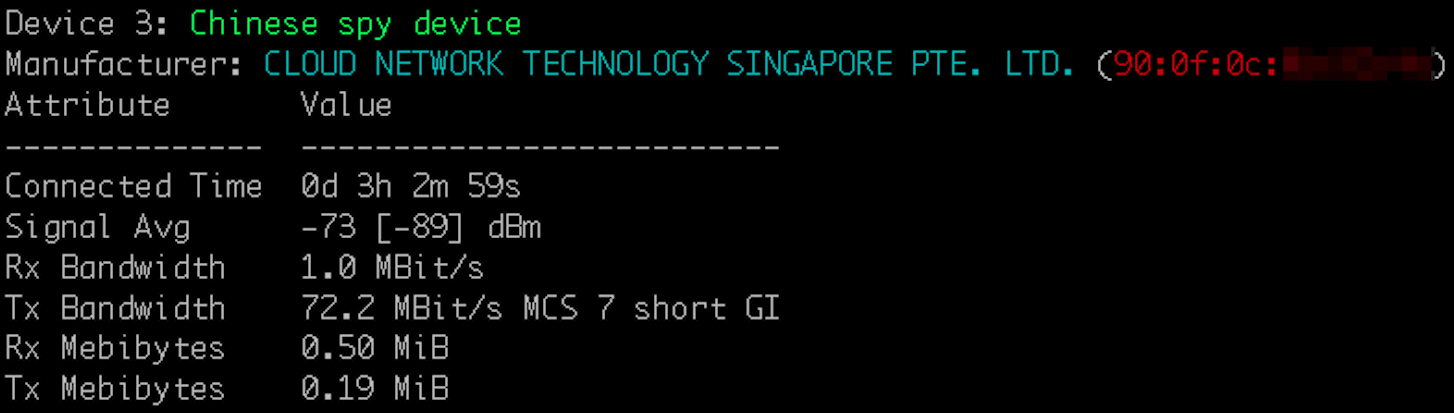 Device 3: Chinese spy device
Manufacturer: CLOUD NETWORK TECHNOLOGY SINGAPORE PTE. LTD. (90:0f:0c: )
Attribute Value
-------------- --------------------------
Connected Time 0d 3h 2m 59s
Signal Avg -73 [-89] dBm
Rx Bandwidth 1.0 MBit/s
Tx Bandwidth 72.2 MBit/s MCS 7 short GI
Rx Mebibytes 0.50 MiB
Tx Mebibytes 0.19 MiB